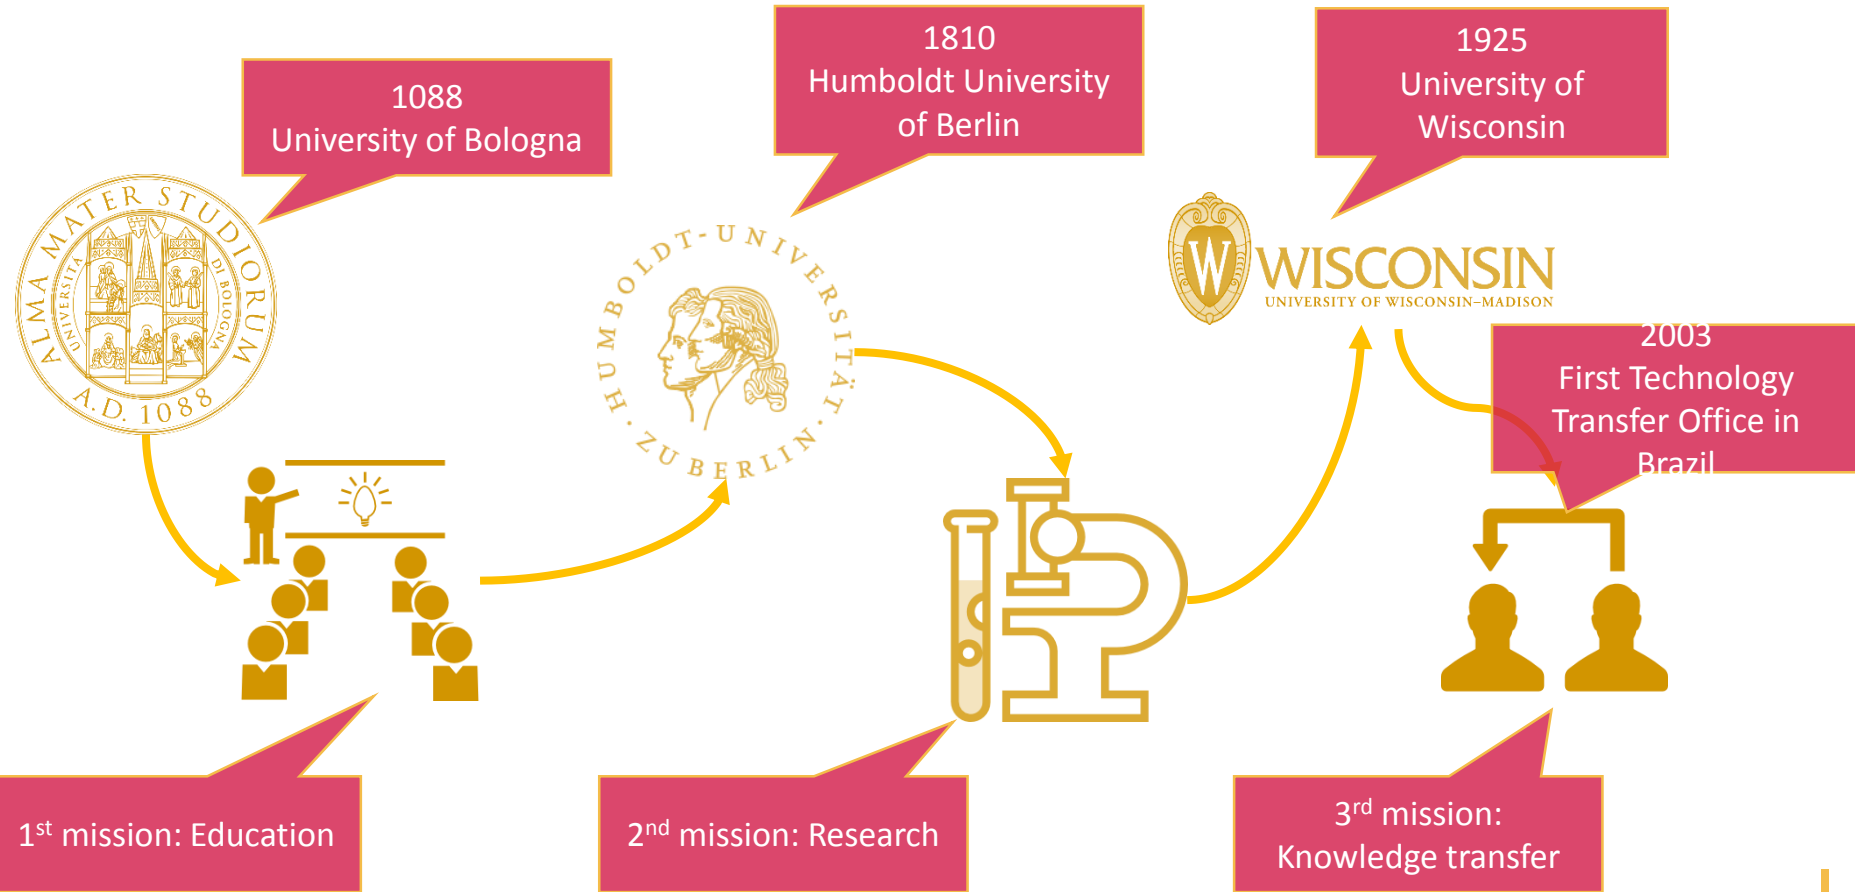 1088
University of Bologna
1810
Humboldt University
of Berlin
1925
University of
Wisconsin
ALMA MATER STUDIORUM
UNIVERSITÀ DI BOLOGNA
A.D. 1088
HUMBOLDT-UNIVERSITÄT
ZU BERLIN
W
WISCONSIN
UNIVERSITY OF WISCONSIN–MADISON
2003
First Technology
Transfer Office in
Brazil
1st mission: Education
2nd mission: Research
3rd mission:
Knowledge transfer